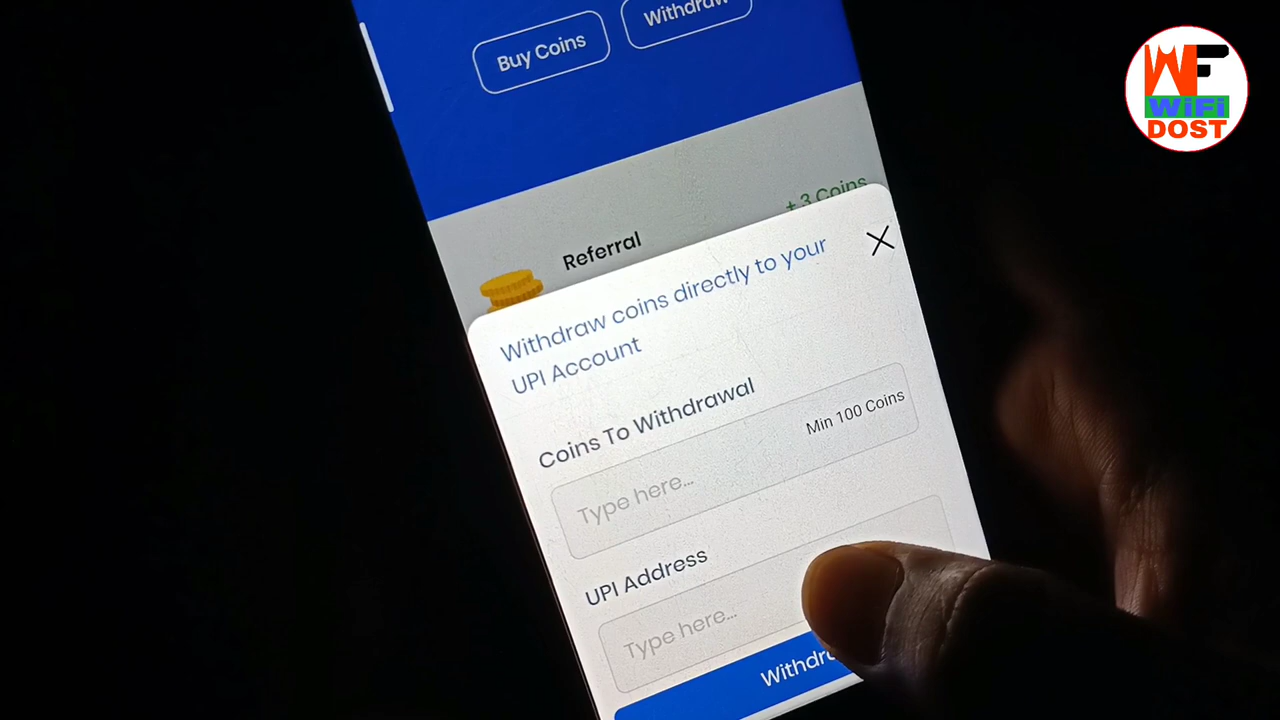 Buy Coins
Withdraw
WF
WiFi
DOST
+ 3 Coins
Referral
Withdraw coins directly to your
UPI Account
Coins To Withdrawal
Type here...
Min 100 Coins
UPI Address
Type here...
Withdra